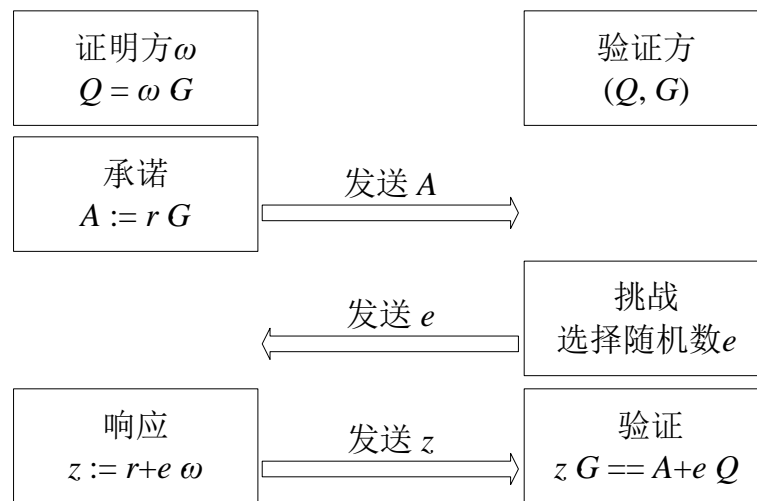 证明方ω
Q = ω G
验证方
(Q, G)
承诺
A := r G
发送 A
发送 e
挑战
选择随机数e
响应
z := r+e ω
发送 z
验证
z G == A+e Q